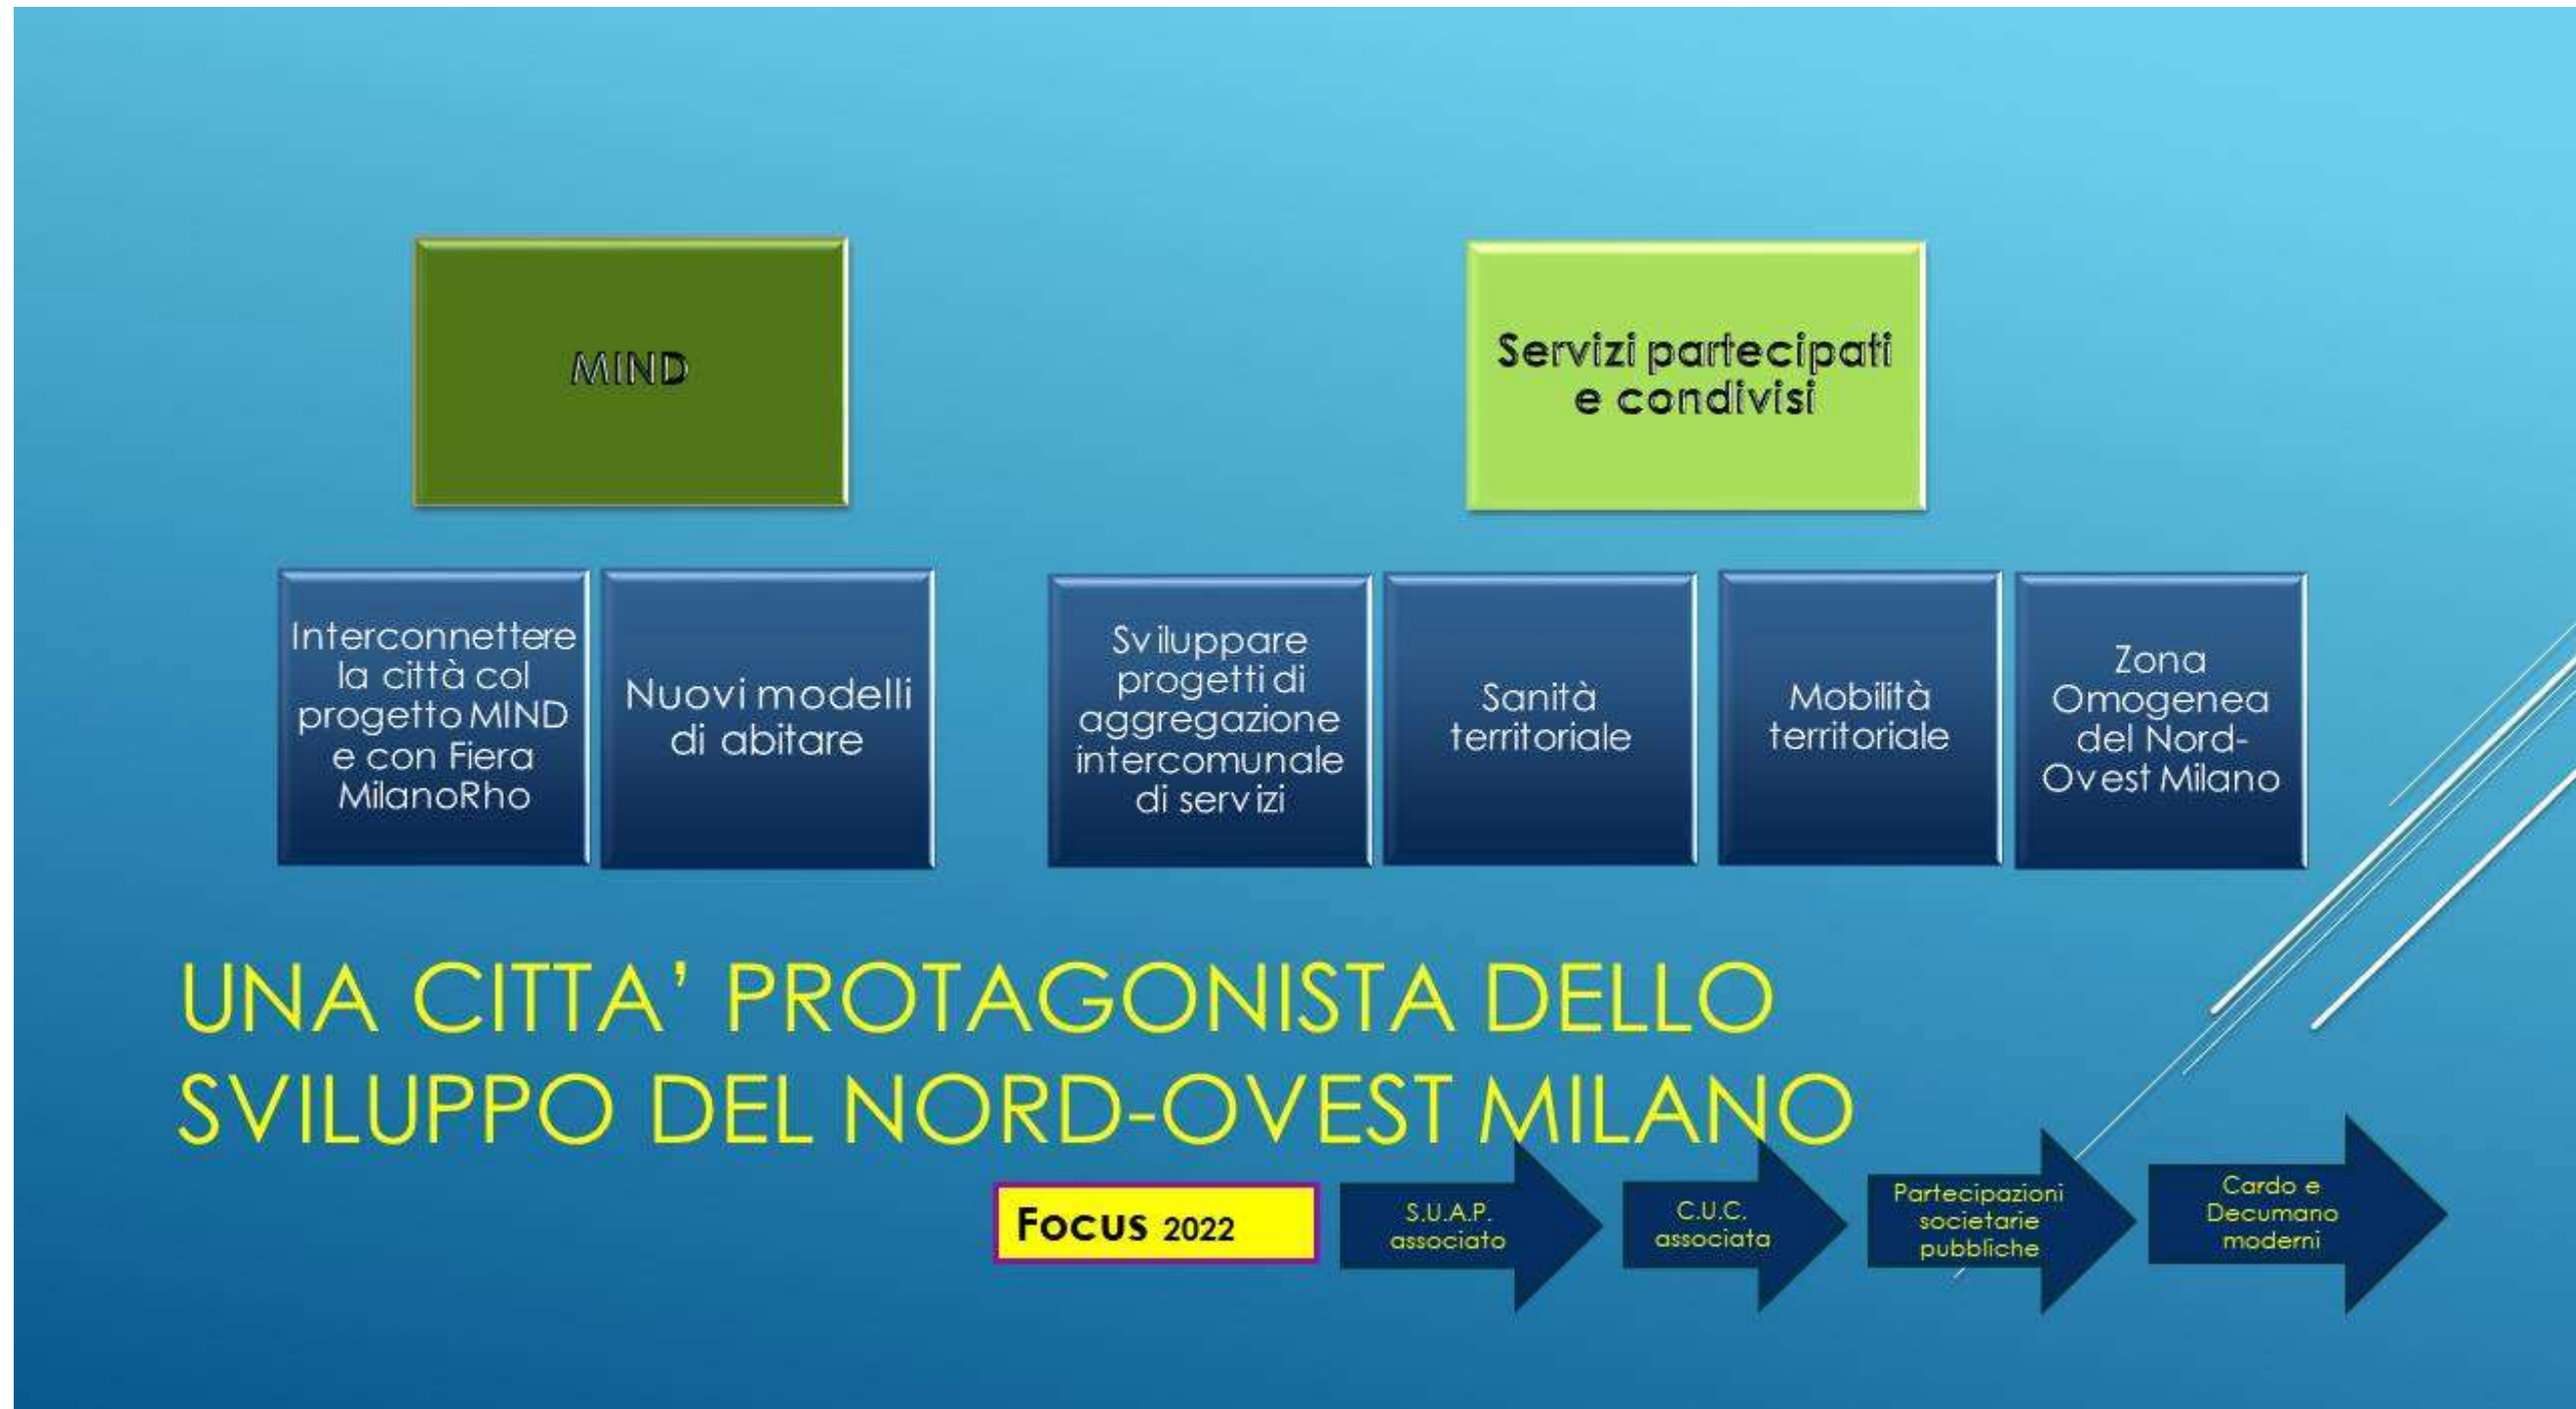 MIND
Servizi partecipati
e condivisi
Interconnettere
la città col
progetto MIND
e con Fiera
MilanoRho
Nuovi modelli
di abitare
Sviluppare
progetti di
aggregazione
intercomunale
di servizi
Sanità
territoriale
Mobilità
territoriale
Zona
Omogenea
del Nord-
Ovest Milano
UNA CITTA’ PROTAGONISTA DELLO
SVILUPPO DEL NORD-OVEST MILANO
Focus 2022
S.U.A.P.
associato
C.U.C.
associata
Partecipazioni
societarie
pubbliche
Cardo e
Decumano
moderni